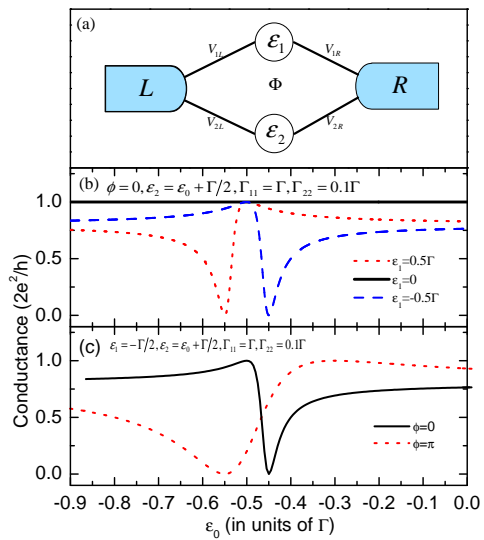 (a)
V1L
ε1
V1R
L
Φ
R
V2L
ε2
V2R
(b) ϕ=0, ε2 = ε0 + Γ/2, Γ11 = Γ, Γ22 = 0.1Γ
1.0
0.5
0.0
ε1=0.5Γ
ε1=0
ε1=-0.5Γ
Conductance (2e²/h)
(c) ε1 = −Γ/2, ε2 = ε0 + Γ/2, Γ11 = Γ, Γ22 = 0.1Γ
1.0
0.5
0.0
ϕ=0
ϕ=π
-0.9 -0.8 -0.7 -0.6 -0.5 -0.4 -0.3 -0.2 -0.1 0.0
ε0 (in units of Γ)